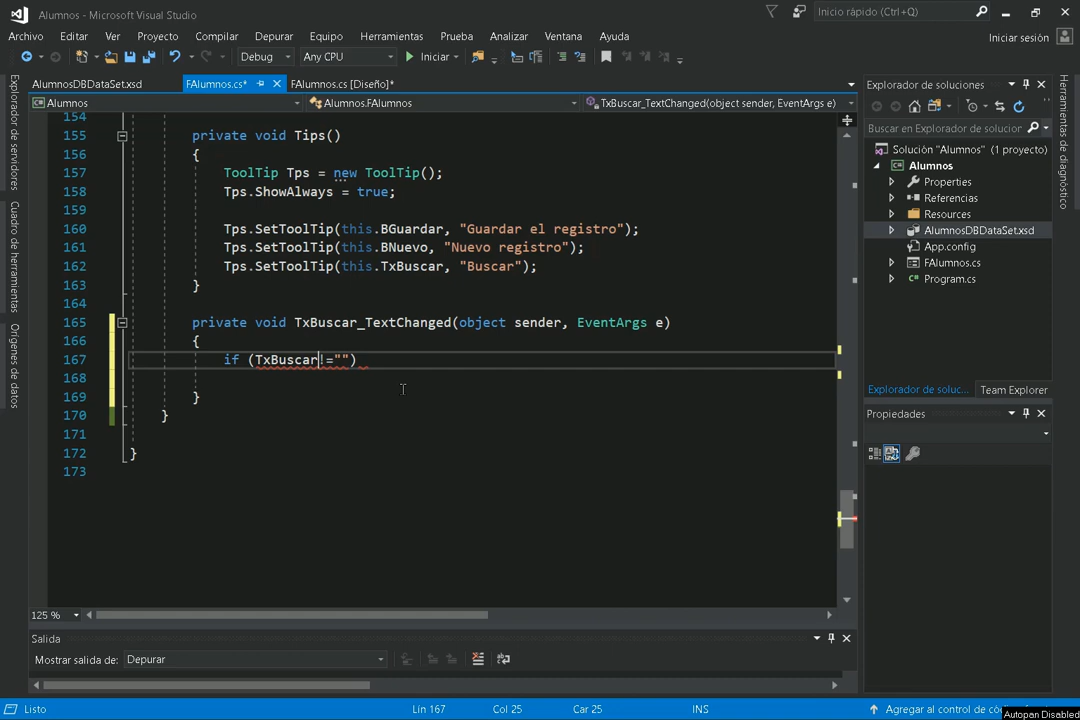 Alumnos - Microsoft Visual Studio
Inicio rápido (Ctrl+Q)
Archivo Editar Ver Proyecto Compilar Depurar Equipo Herramientas Prueba Analizar Ventana Ayuda
Iniciar sesión
Debug Any CPU Iniciar
AlumnosDBDataSet.xsd FAlumnos.cs* FAlumnos.cs [Diseño]*
Alumnos Alumnos.FAlumnos TxBuscar_TextChanged(object sender, EventArgs e)
Explorador de servidores
Cuadro de herramientas
Orígenes de datos
154
155 private void Tips()
156 {
157 ToolTip Tps = new ToolTip();
158 Tps.ShowAlways = true;
159
160 Tps.SetToolTip(this.BGuardar, "Guardar el registro");
161 Tps.SetToolTip(this.BNuevo, "Nuevo registro");
162 Tps.SetToolTip(this.TxBuscar, "Buscar");
163 }
164
165 private void TxBuscar_TextChanged(object sender, EventArgs e)
166 {
167 if (TxBuscar!="")
168
169 }
170 }
171
172 }
173
125 %
Explorador de soluciones
Buscar en Explorador de solucion
Solución "Alumnos" (1 proyecto)
Alumnos
Properties
Referencias
Resources
AlumnosDBDataSet.xsd
App.config
FAlumnos.cs
Program.cs
Explorador de soluc... Team Explorer
Propiedades
Herramientas de diagnóstico
Salida
Mostrar salida de: Depurar
Listo Lín 167 Col 25 Car 25 INS Agregar al control de có
Autopan Disabled